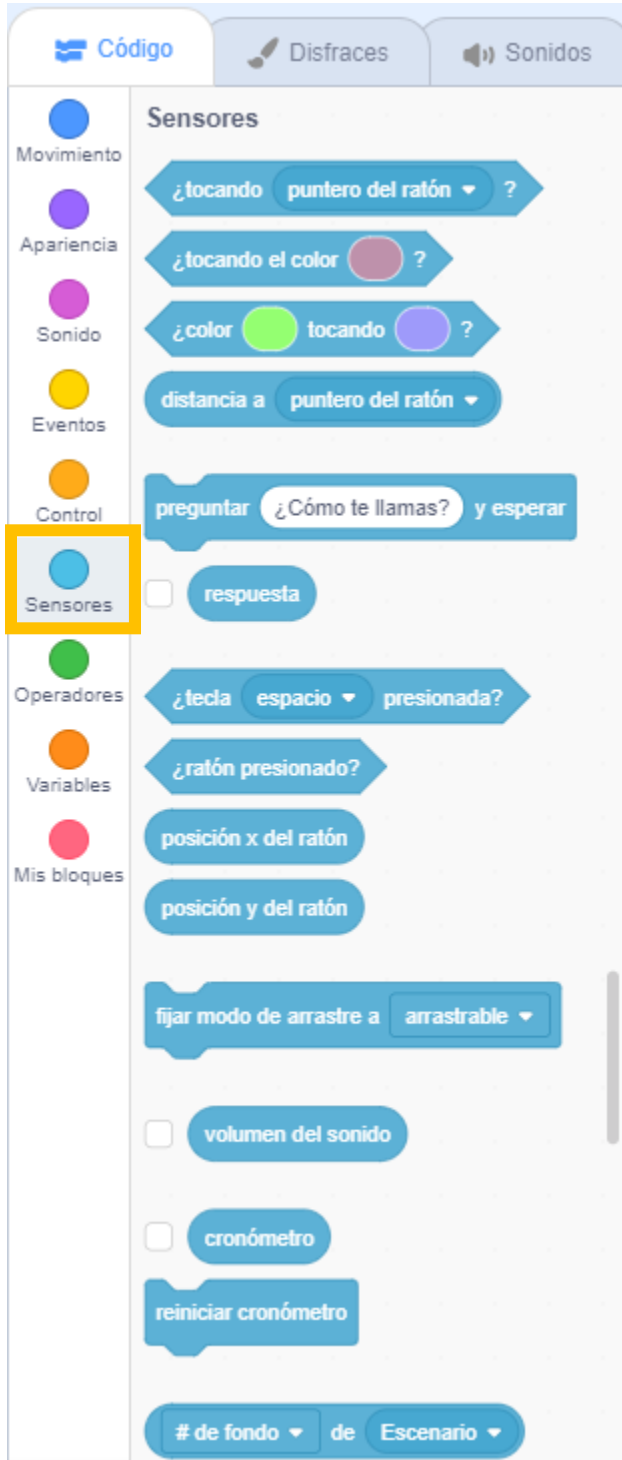 Código
Disfraces
Sonidos
Movimiento
Apariencia
Sonido
Eventos
Control
Sensores
Operadores
Variables
Mis bloques
Sensores
¿tocando puntero del ratón ?
¿tocando el color ?
¿color tocando ?
distancia a puntero del ratón
preguntar ¿Cómo te llamas? y esperar
respuesta
¿tecla espacio presionada?
¿ratón presionado?
posición x del ratón
posición y del ratón
fijar modo de arrastre a arrastrable
volumen del sonido
cronómetro
reiniciar cronómetro
# de fondo de Escenario